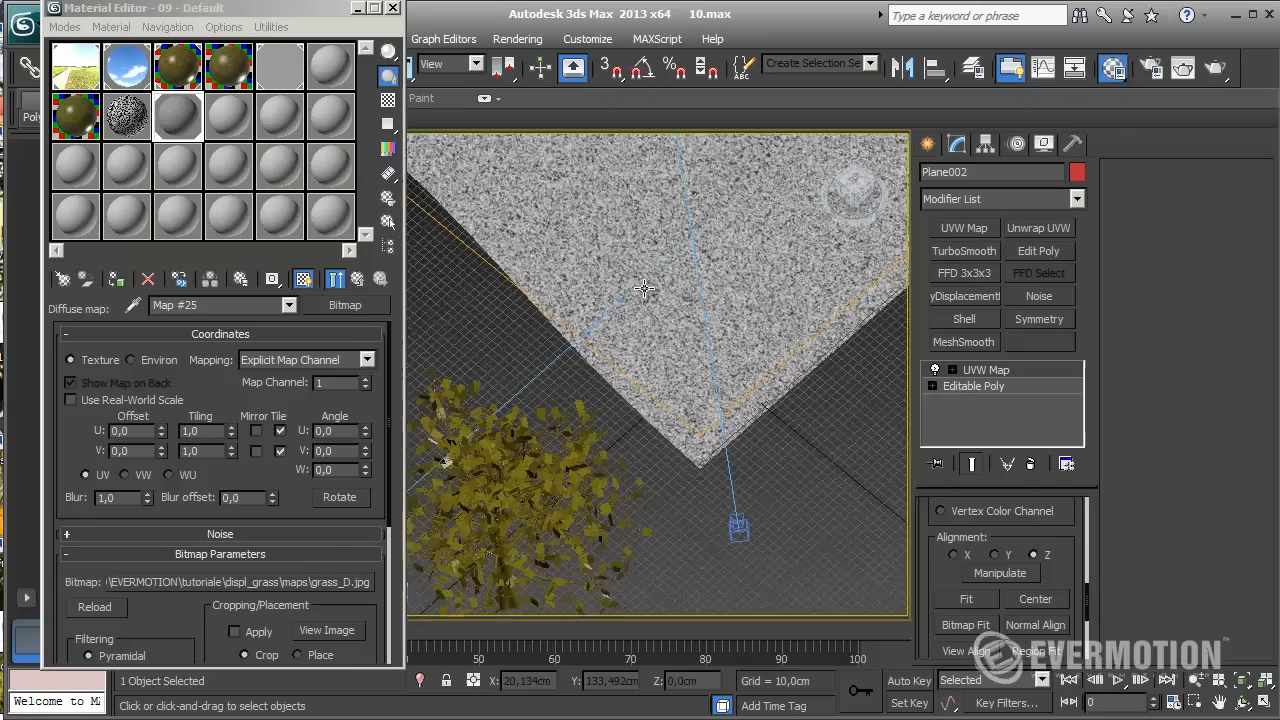 Material Editor - 09 - Default
Autodesk 3ds Max 2013 x64 10.max
Type a keyword or phrase
Modes Material Navigation Options Utilities
Graph Editors Rendering Customize MAXScript Help
View
3
Create Selection Se
Poly
Paint
Plane002
Modifier List
UVW Map Unwrap UVW
TurboSmooth Edit Poly
FFD 3x3x3 FFD Select
yDisplacement Noise
Shell Symmetry
MeshSmooth
UVW Map
Editable Poly
Diffuse map: Map #25 Bitmap
- Coordinates
Texture Environ Mapping: Explicit Map Channel
Show Map on Back Map Channel: 1
Use Real-World Scale
Offset Tiling Mirror Tile Angle
U: 0,0 1,0 U: 0,0
V: 0,0 1,0 V: 0,0
UV VW WU W: 0,0
Blur: 1,0 Blur offset: 0,0 Rotate
+ Noise
- Bitmap Parameters
Bitmap: \EVERMOTION\tutoriale\displ_grass\maps\grass_D.jpg
Reload Cropping/Placement
Apply View Image
Filtering
Pyramidal Crop Place
Vertex Color Channel
Alignment:
X Y Z
Manipulate
Fit Center
Bitmap Fit Normal Align
View Align Region Fit
EVERMOTION™
50 60 70 80 90 100
1 Object Selected X: 20,134cm Y: 133,492cm Z: 0,0cm Grid = 10,0cm Auto Key Selected
Welcome to M
Click or click-and-drag to select objects Add Time Tag Set Key Key Filters... 0